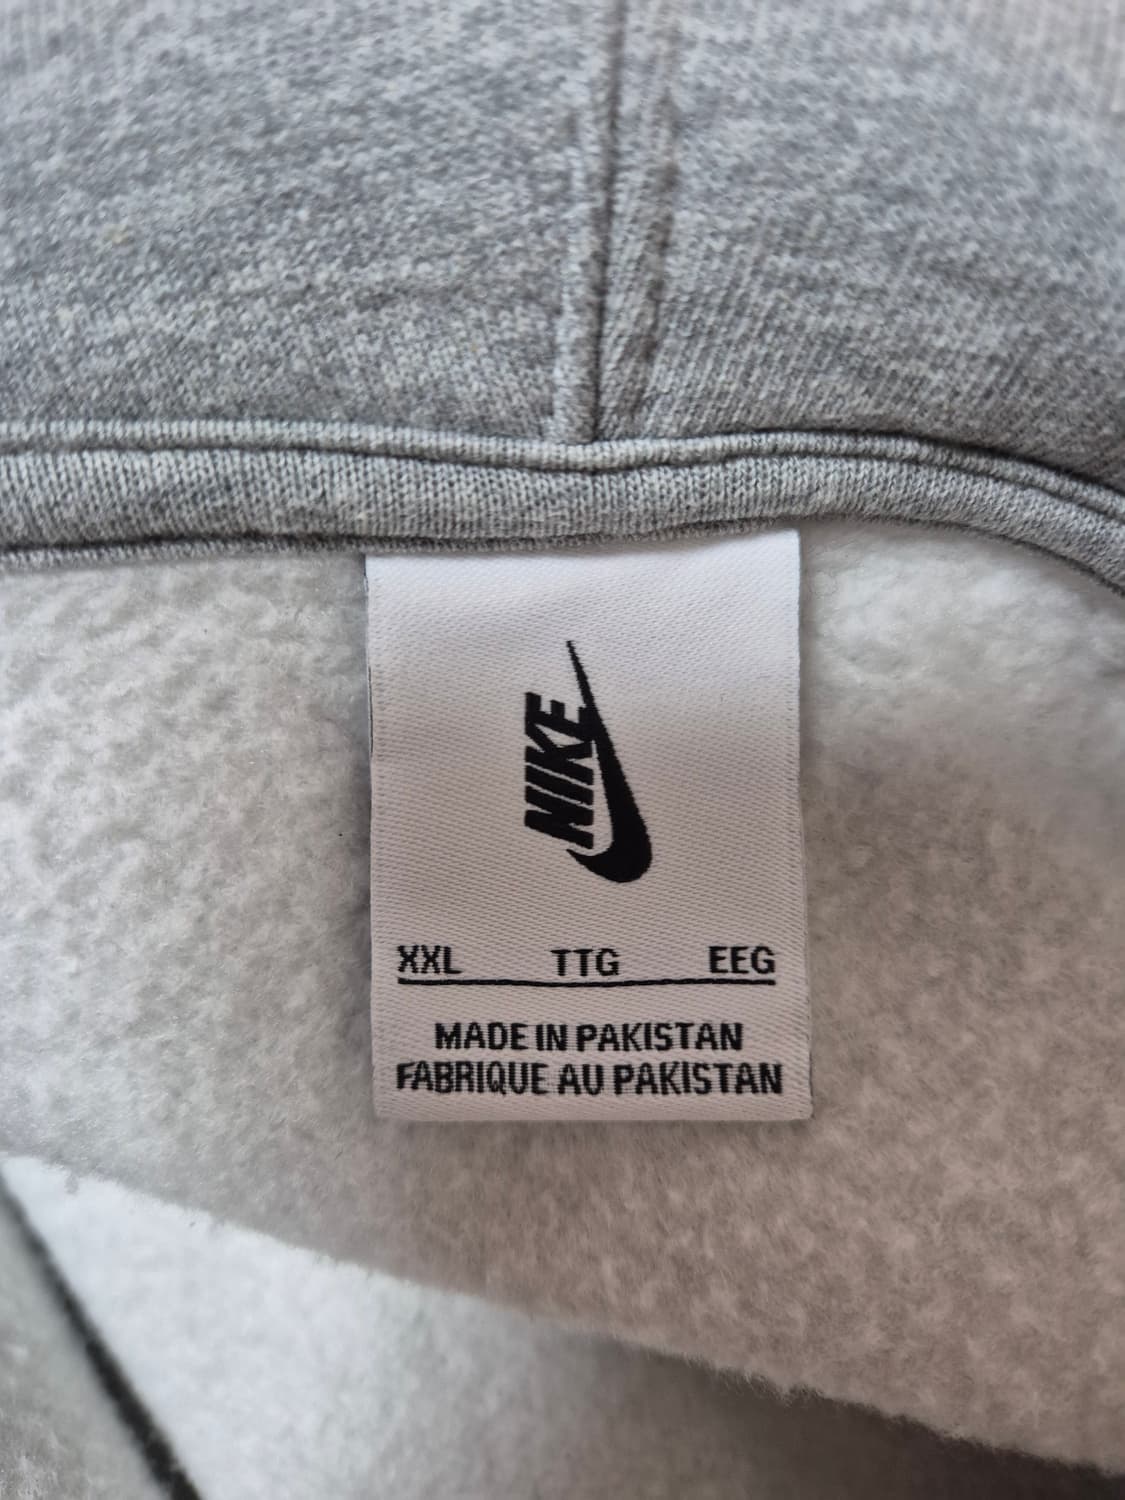 NIKE
XXL TTG EEG
MADE IN PAKISTAN
FABRIQUE AU PAKISTAN